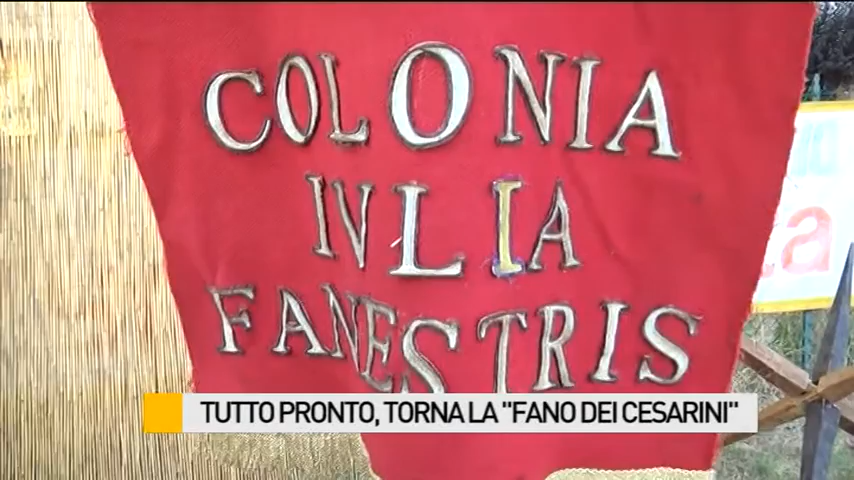 COLONIA
IVLIA
FANESTRIS
TUTTO PRONTO, TORNA LA "FANO DEI CESARINI"